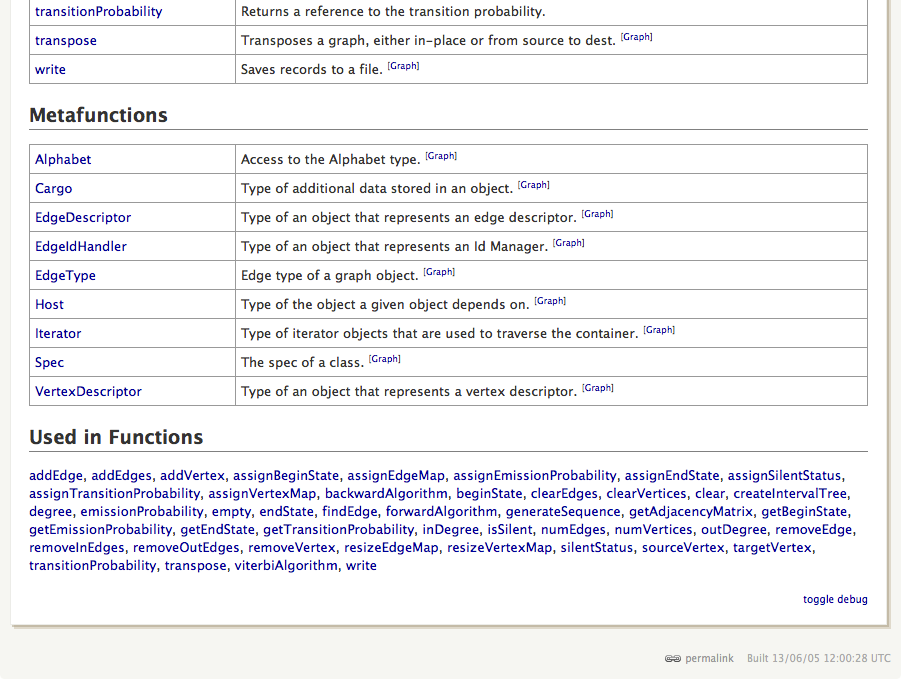 transitionProbability Returns a reference to the transition probability.
transpose Transposes a graph, either in-place or from source to dest. [Graph]
write Saves records to a file. [Graph]
Metafunctions
Alphabet Access to the Alphabet type. [Graph]
Cargo Type of additional data stored in an object. [Graph]
EdgeDescriptor Type of an object that represents an edge descriptor. [Graph]
EdgeIdHandler Type of an object that represents an Id Manager. [Graph]
EdgeType Edge type of a graph object. [Graph]
Host Type of the object a given object depends on. [Graph]
Iterator Type of iterator objects that are used to traverse the container. [Graph]
Spec The spec of a class. [Graph]
VertexDescriptor Type of an object that represents a vertex descriptor. [Graph]
Used in Functions
addEdge, addEdges, addVertex, assignBeginState, assignEdgeMap, assignEmissionProbability, assignEndState, assignSilentStatus,
assignTransitionProbability, assignVertexMap, backwardAlgorithm, beginState, clearEdges, clearVertices, clear, createIntervalTree,
degree, emissionProbability, empty, endState, findEdge, forwardAlgorithm, generateSequence, getAdjacencyMatrix, getBeginState,
getEmissionProbability, getEndState, getTransitionProbability, inDegree, isSilent, numEdges, numVertices, outDegree, removeEdge,
removeInEdges, removeOutEdges, removeVertex, resizeEdgeMap, resizeVertexMap, silentStatus, sourceVertex, targetVertex,
transitionProbability, transpose, viterbiAlgorithm, write
toggle debug
permalink Built 13/06/05 12:00:28 UTC